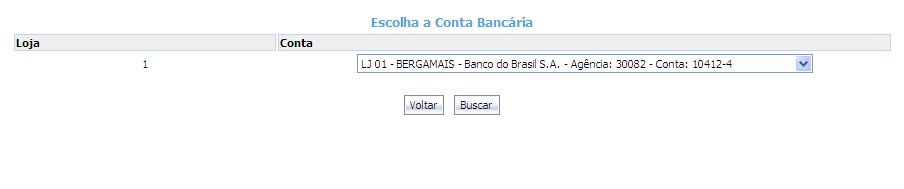 Escolha a Conta Bancária
Loja Conta
1 LJ 01 - BERGAMAIS - Banco do Brasil S.A. - Agência: 30082 - Conta: 10412-4
Voltar Buscar